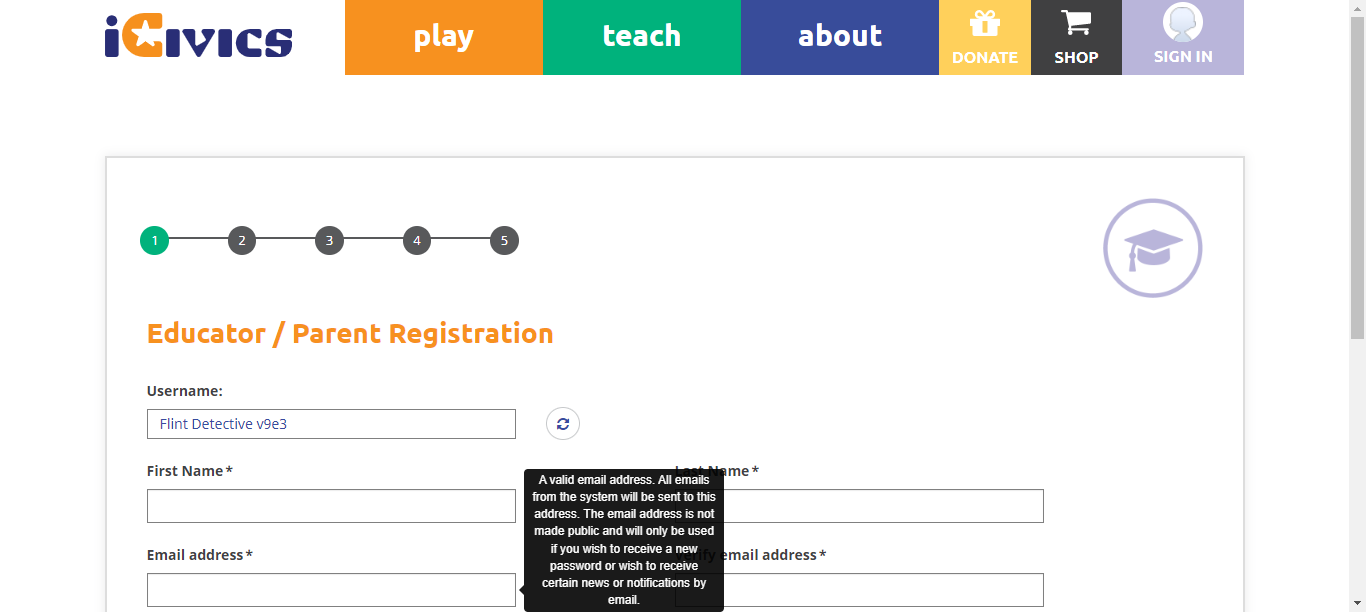 iCivics
play
teach
about
DONATE
SHOP
SIGN IN
1 2 3 4 5
Educator / Parent Registration
Username:
Flint Detective v9e3
First Name*
Last Name*
A valid email address. All emails
from the system will be sent to this
address. The email address is not
made public and will only be used
if you wish to receive a new
password or wish to receive
certain news or notifications by
email.
Email address*
Verify email address*